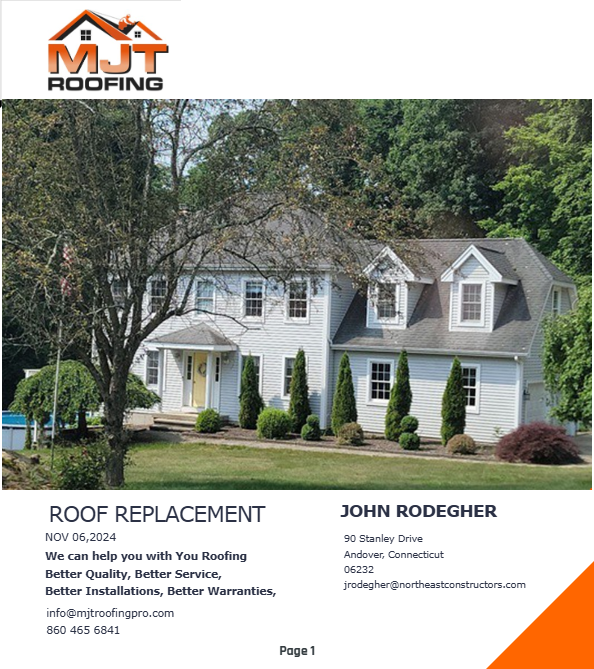 MJT
ROOFING
ROOF REPLACEMENT
NOV 06,2024
We can help you with You Roofing
Better Quality, Better Service,
Better Installations, Better Warranties,
info@mjtroofingpro.com
860 465 6841
JOHN RODEGHER
90 Stanley Drive
Andover, Connecticut
06232
jrodegher@northeastconstructors.com
Page 1